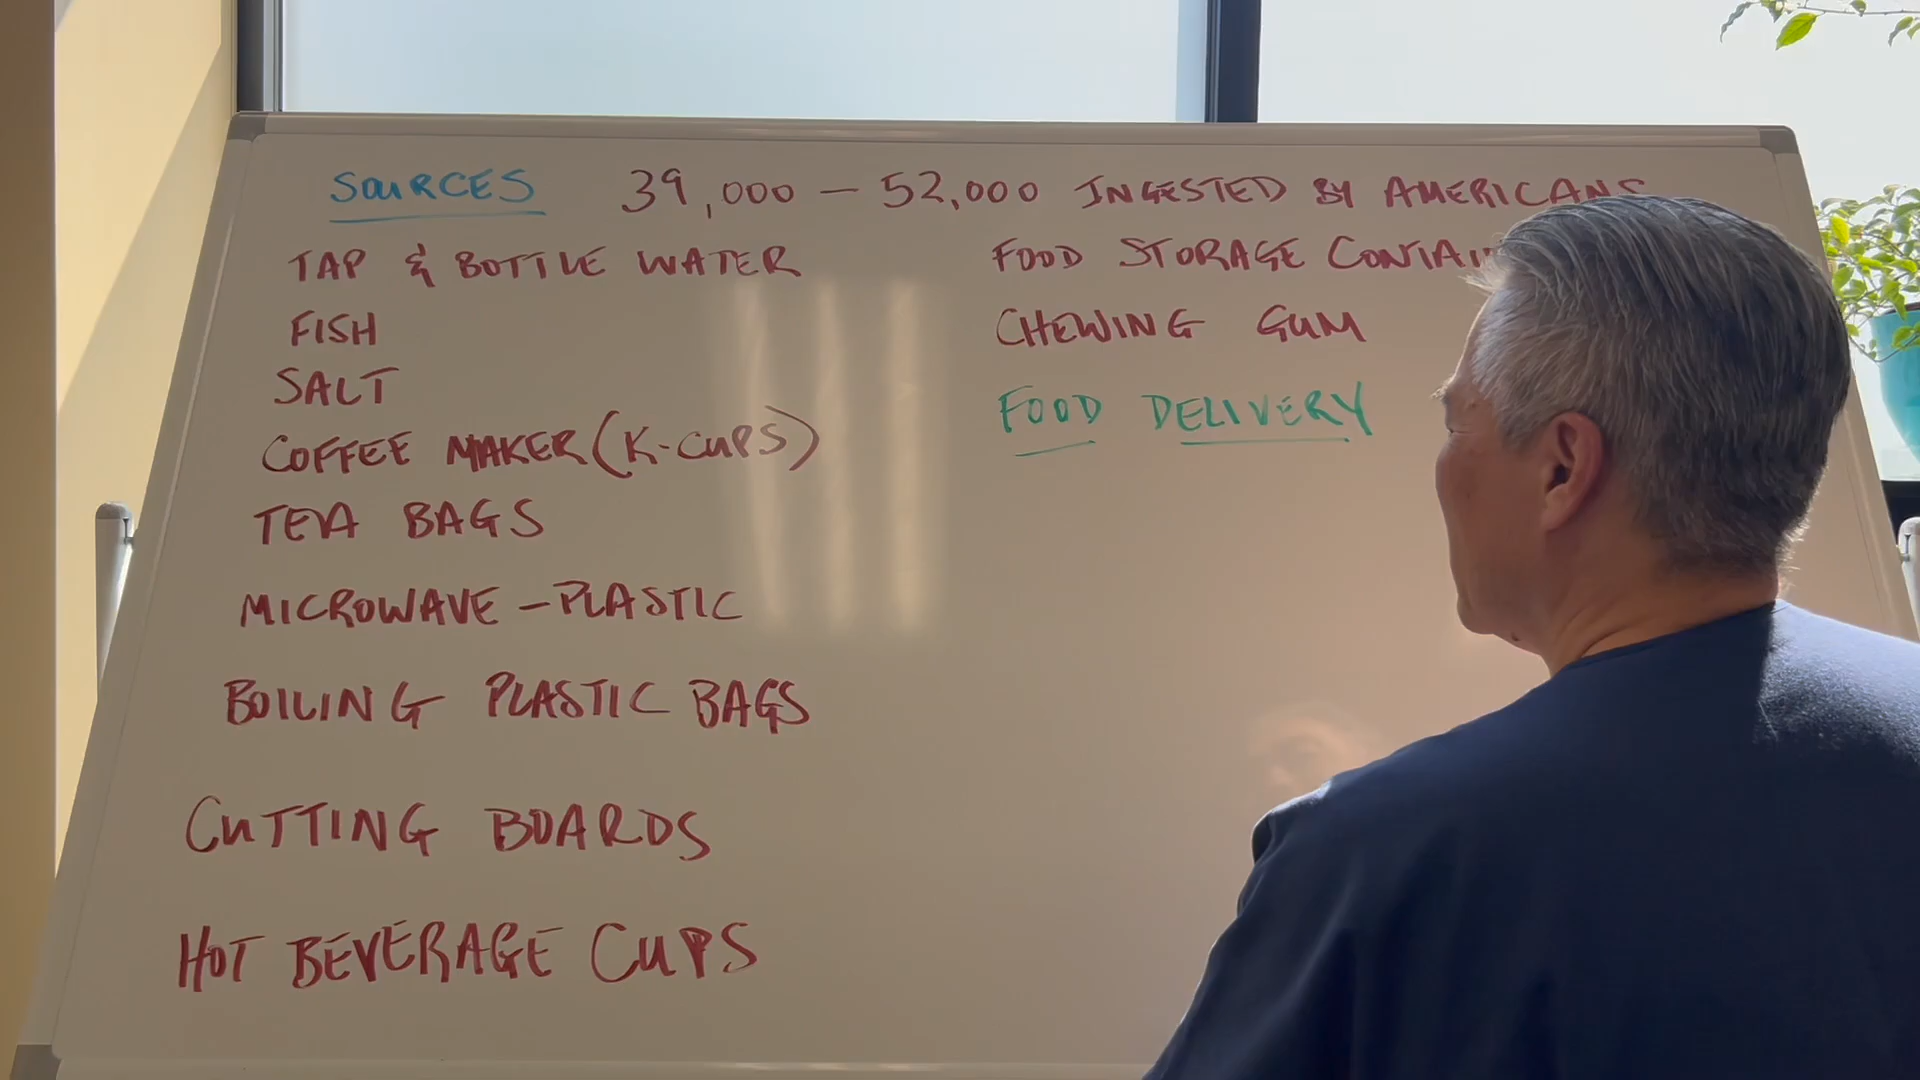 SOURCES 39,000 – 52,000 INGESTED BY AMERICANS
TAP & BOTTLE WATER
FISH
SALT
COFFEE MAKER (K-CUPS)
TEA BAGS
MICROWAVE – PLASTIC
BOILING PLASTIC BAGS
CUTTING BOARDS
HOT BEVERAGE CUPS
FOOD STORAGE
CHEWING GUM
FOOD DELIVERY